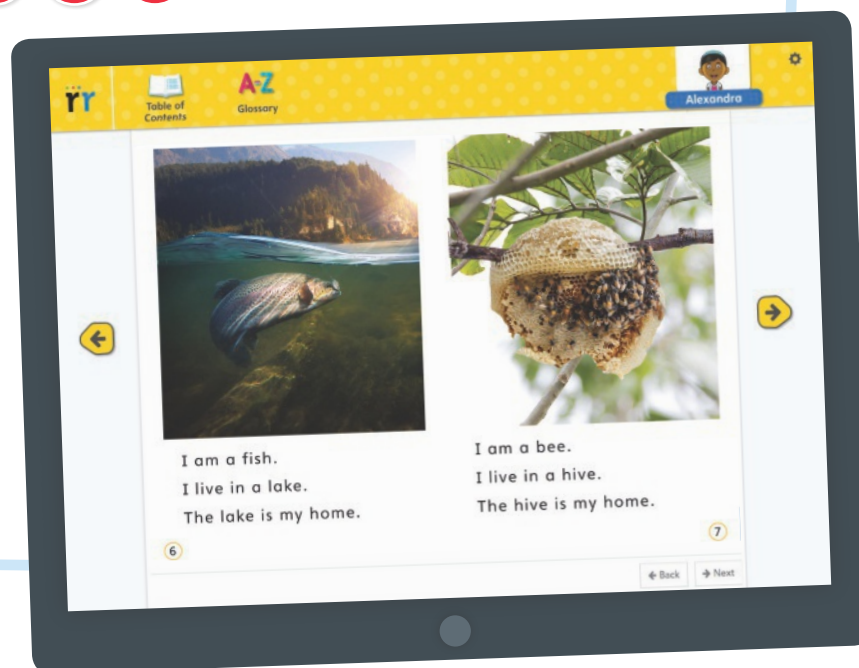 rr
Table of
Contents
A-Z
Glossary
Alexandra
I am a fish.
I live in a lake.
The lake is my home.
6
I am a bee.
I live in a hive.
The hive is my home.
7
Back
Next